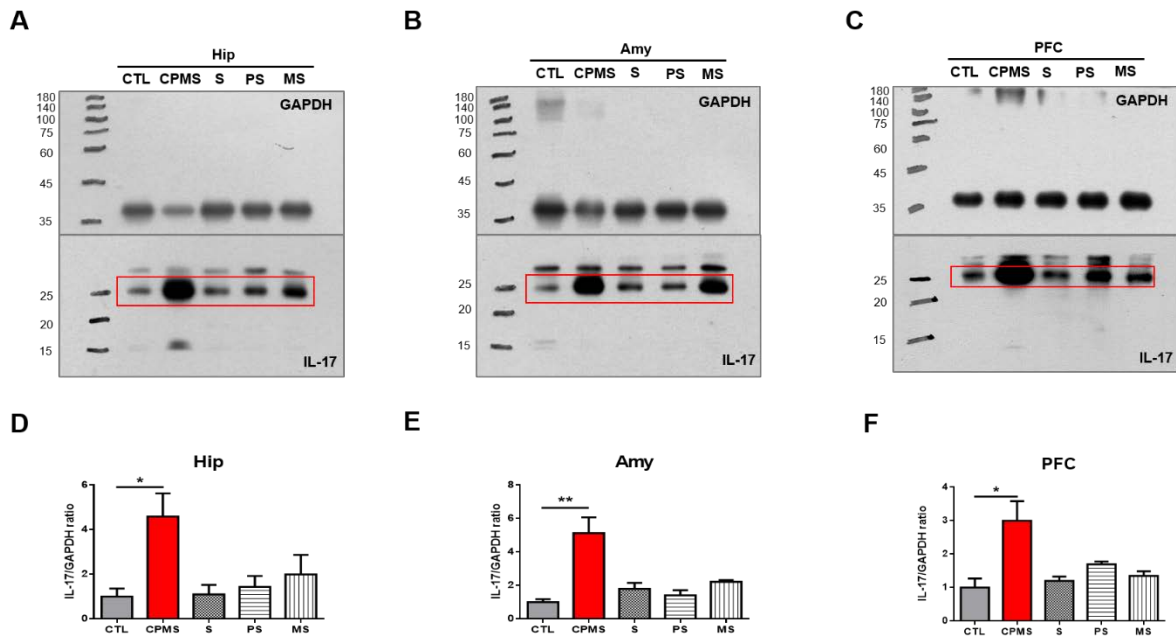 A
Hip
CTL CPMS S PS MS
GAPDH
180
140
100
75
60
45
35
25
20
15
IL-17
B
Amy
CTL CPMS S PS MS
GAPDH
180
140
100
75
60
45
35
25
20
15
IL-17
C
PFC
CTL CPMS S PS MS
GAPDH
180
140
100
75
60
45
35
25
20
15
IL-17
D
Hip
IL-17/GAPDH ratio
6
4
2
0
*
CTL CPMS S PS MS
E
Amy
IL-17/GAPDH ratio
8
6
4
2
0
**
CTL CPMS S PS MS
F
PFC
IL-17/GAPDH ratio
4
3
2
1
0
*
CTL CPMS S PS MS